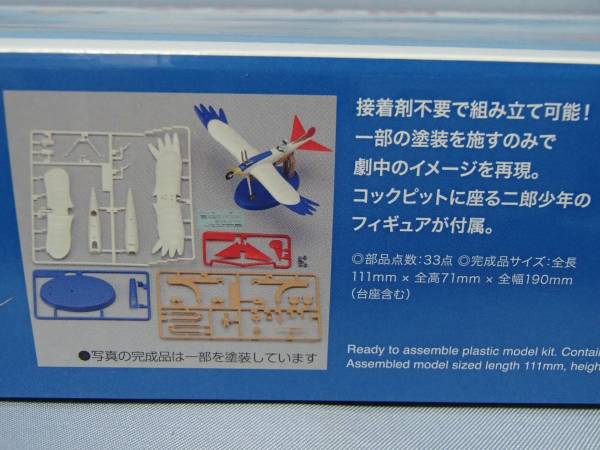 接着剤不要で組み立て可能！
一部の塗装を施すのみで
劇中のイメージを再現。
コックピットに座る二郎少年の
フィギュアが付属。
◎部品点数：33点 ◎完成品サイズ：全長
111mm × 全高71mm × 全幅190mm
（台座含む）
Ready to assemble plastic model kit. Contai
Assembled model sized length 111mm, heigh
●写真の完成品は一部を塗装しています